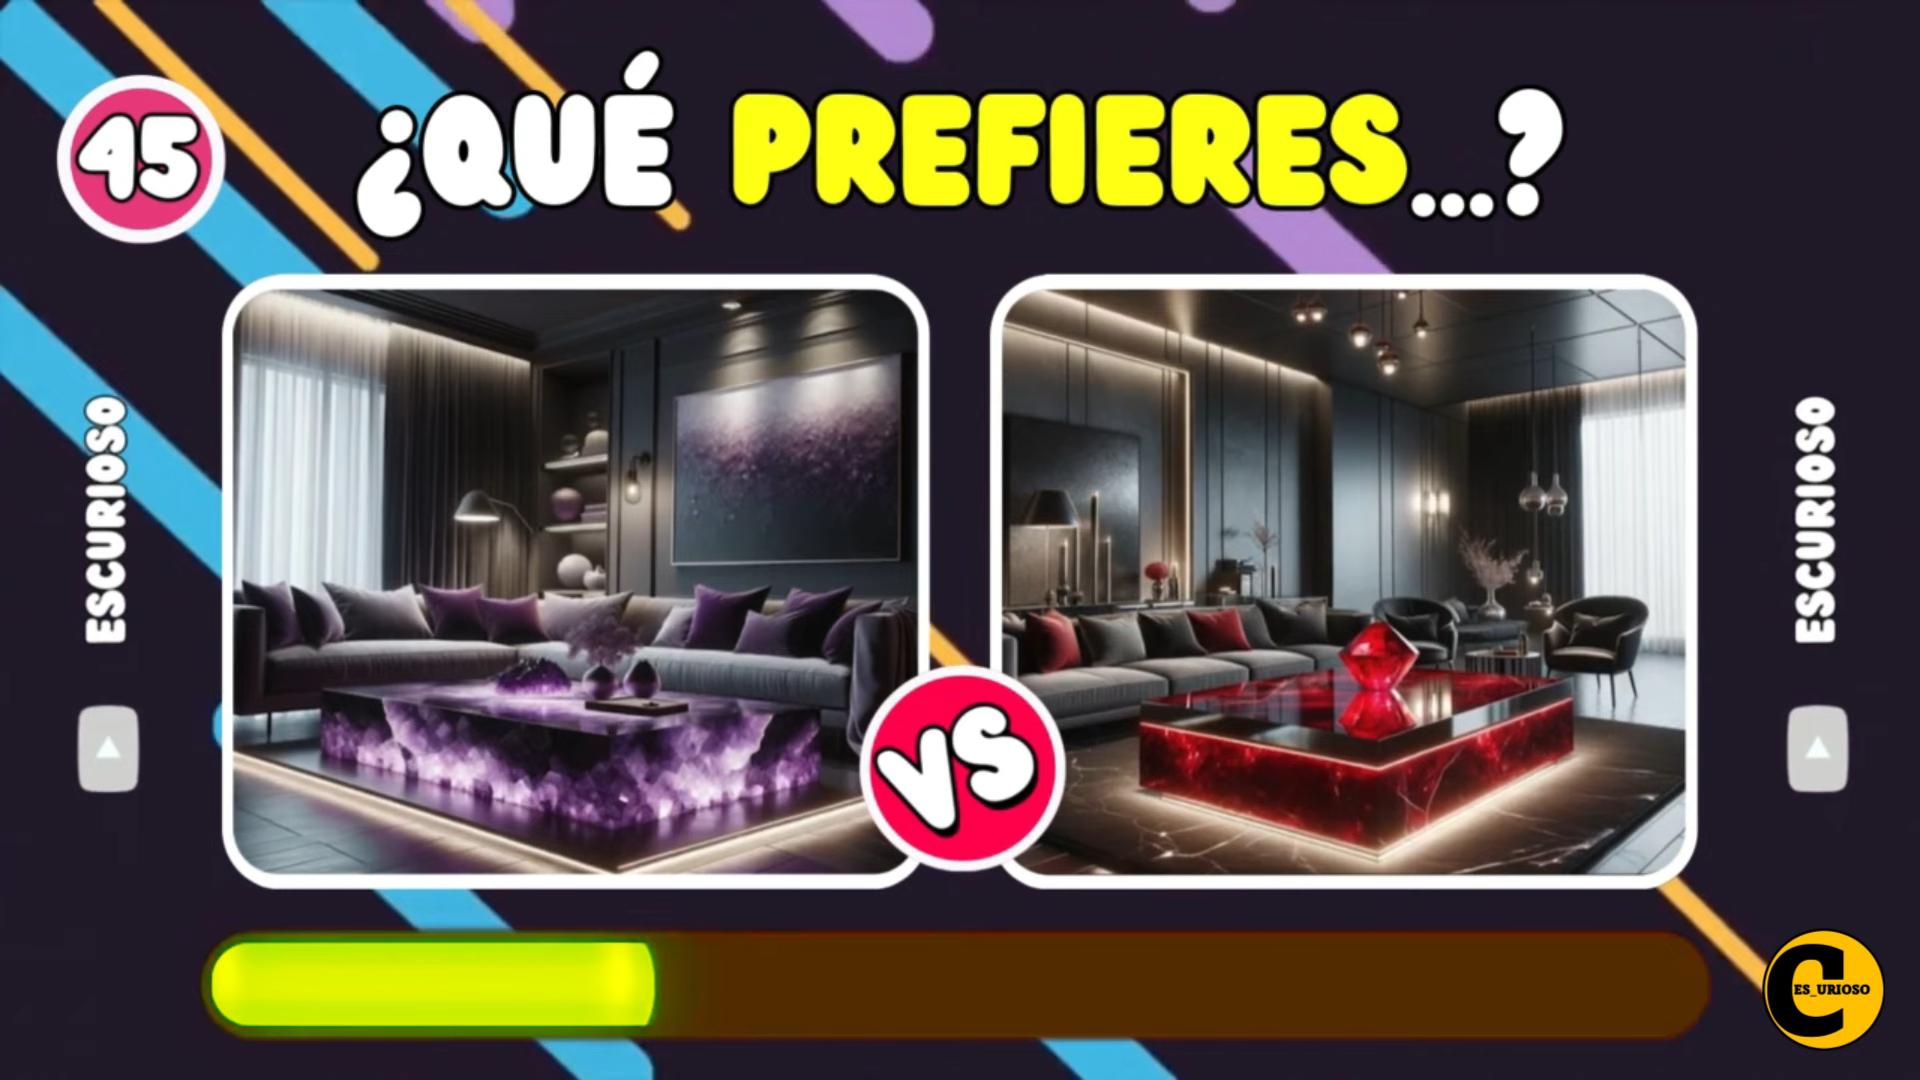 45
¿QUÉ PREFIERES...?
ESCURIOSO
ESCURIOSO
VS
C
ES_URIOSO